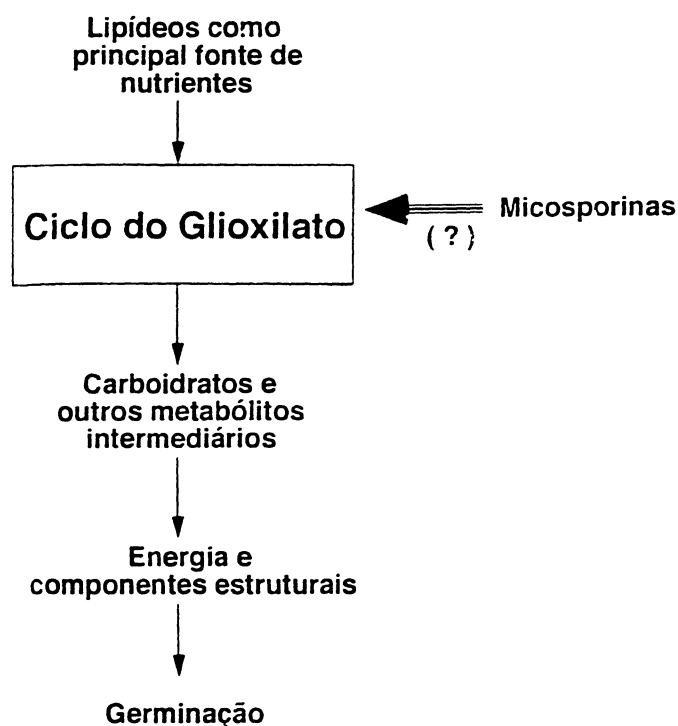 Lipídeos como
principal fonte de
nutrientes
Ciclo do Glioxilato
Micosporinas
( ? )
Carboidratos e
outros metabólitos
intermediários
Energia e
componentes estruturais
Germinação